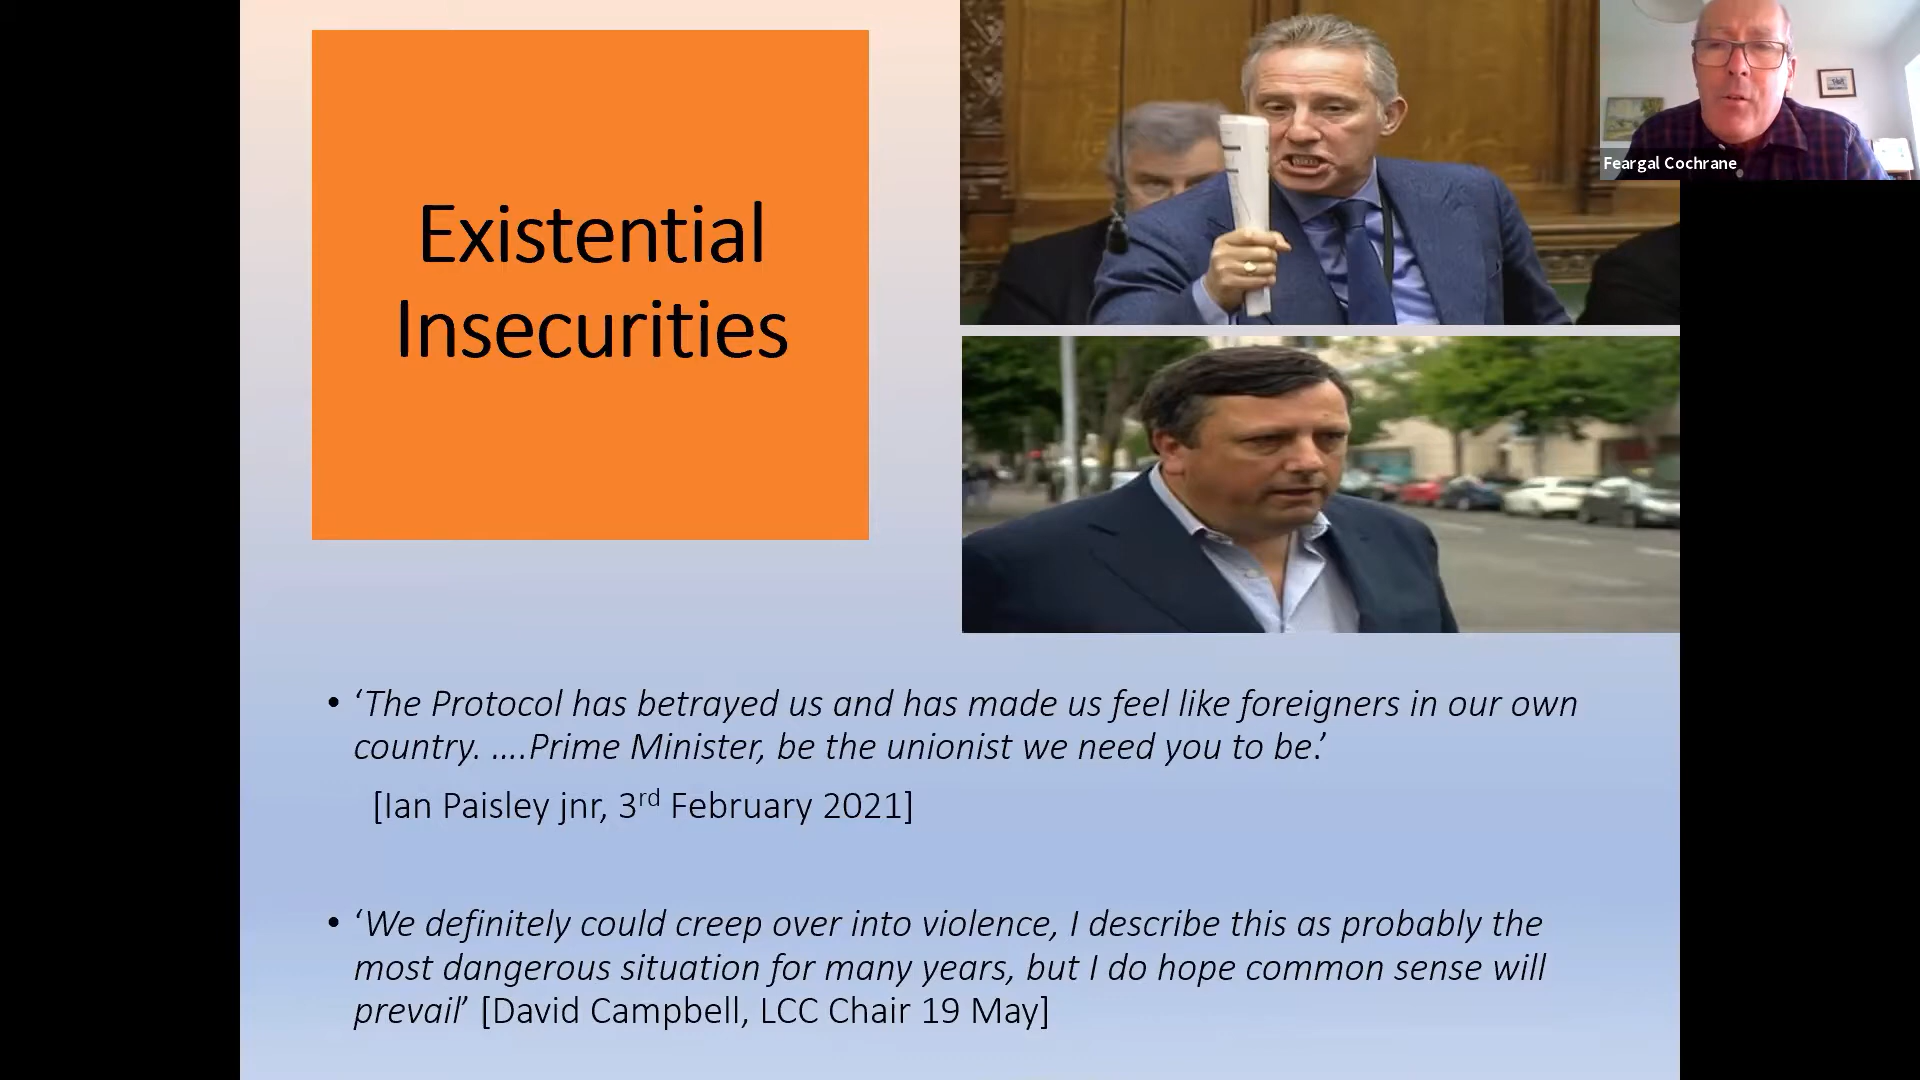 Existential
Insecurities
Feargal Cochrane
• ‘The Protocol has betrayed us and has made us feel like foreigners in our own
country. ….Prime Minister, be the unionist we need you to be.’
[Ian Paisley jnr, 3rd February 2021]
• ‘We definitely could creep over into violence, I describe this as probably the
most dangerous situation for many years, but I do hope common sense will
prevail’ [David Campbell, LCC Chair 19 May]